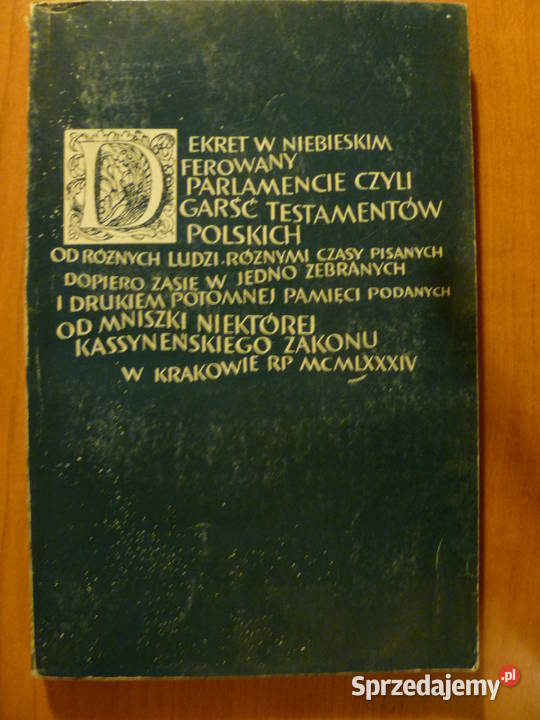 DEKRET W NIEBIESKIM
FEROWANY
PARLAMENCIE CZYLI
GARŚĆ TESTAMENTÓW
POLSKICH
OD RÓŻNYCH LUDZI RÓŻNYMI CZASY PISANYCH
DOPIERO ZASIE W JEDNO ZEBRANYCH
I DRUKIEM POTOMNEJ PAMIĘCI PODANYCH
OD MNISZKI NIEKTÓREJ
KASSYNEŃSKIEGO ZAKONU
W KRAKOWIE RP MCMLXXXIV
Sprzedajemy.pl